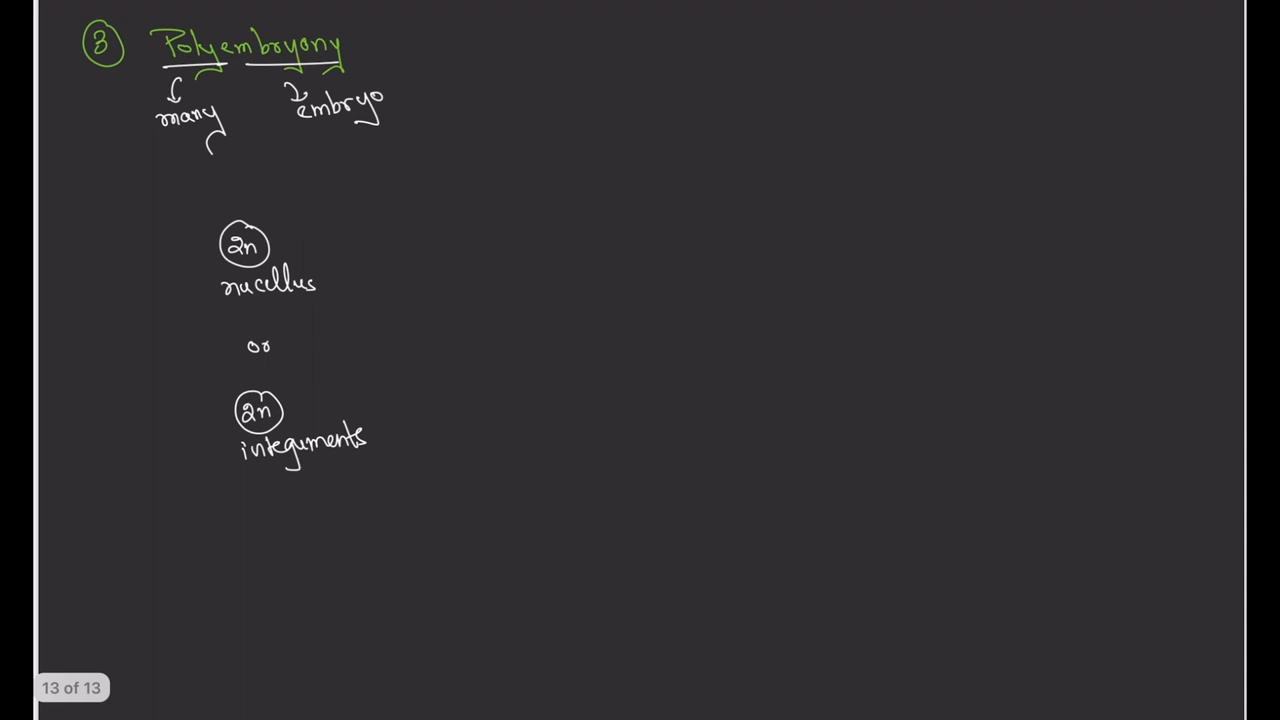 3 Polyembryony
many embryo
2n
nucellus
or
2n
integuments
13 of 13